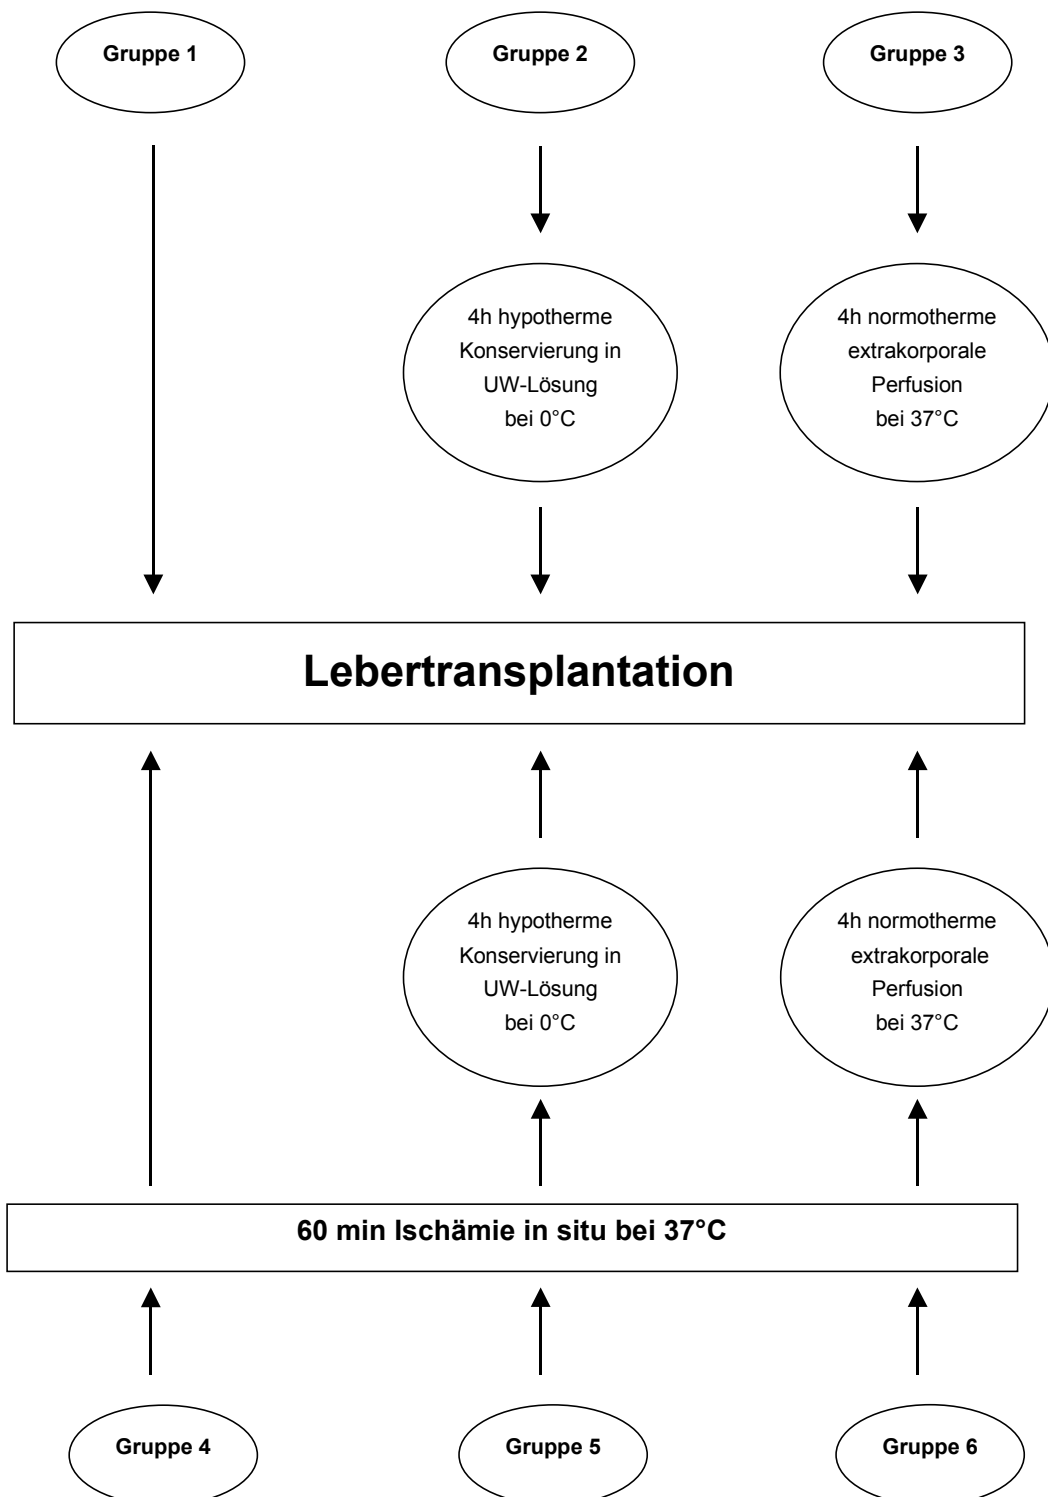 Gruppe 1
Gruppe 2
Gruppe 3
4h hypotherme
Konservierung in
UW-Lösung
bei 0°C
4h normotherme
extrakorporale
Perfusion
bei 37°C
Lebertransplantation
4h hypotherme
Konservierung in
UW-Lösung
bei 0°C
4h normotherme
extrakorporale
Perfusion
bei 37°C
60 min Ischämie in situ bei 37°C
Gruppe 4
Gruppe 5
Gruppe 6